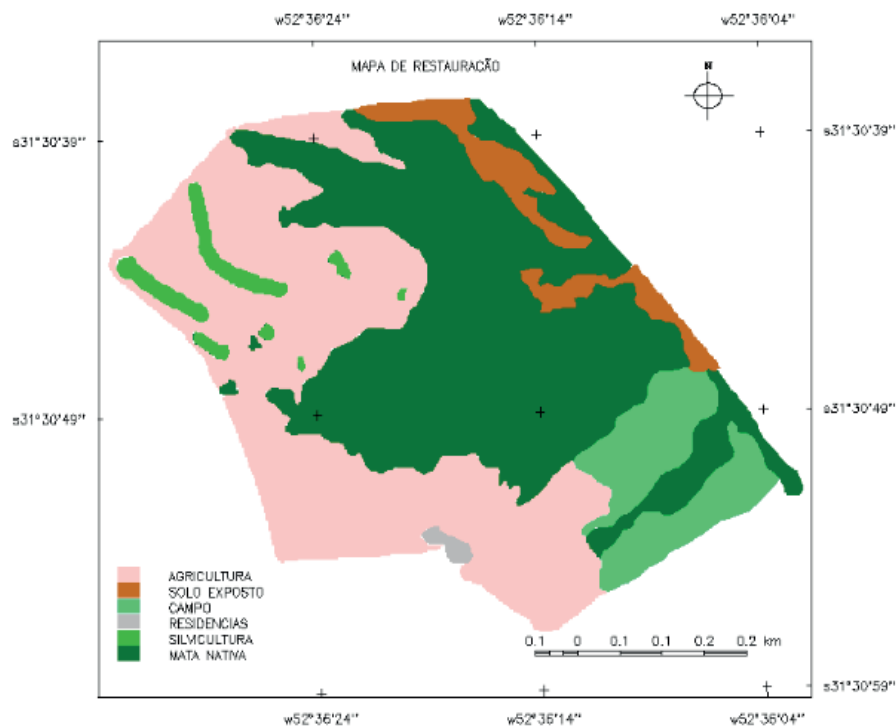 w52°36'24'' w52°36'14'' w52°36'04''
MAPA DE RESTAURAÇÃO
N
s31°30'39'' s31°30'39''
s31°30'49'' s31°30'49''
AGRICULTURA
SOLO EXPOSTO
CAMPO
RESIDENCIAS
SILVICULTURA
MATA NATIVA
0.1 0 0.1 0.1 0.2 0.2 km
s31°30'59''
w52°36'24'' w52°36'14'' w52°36'04''